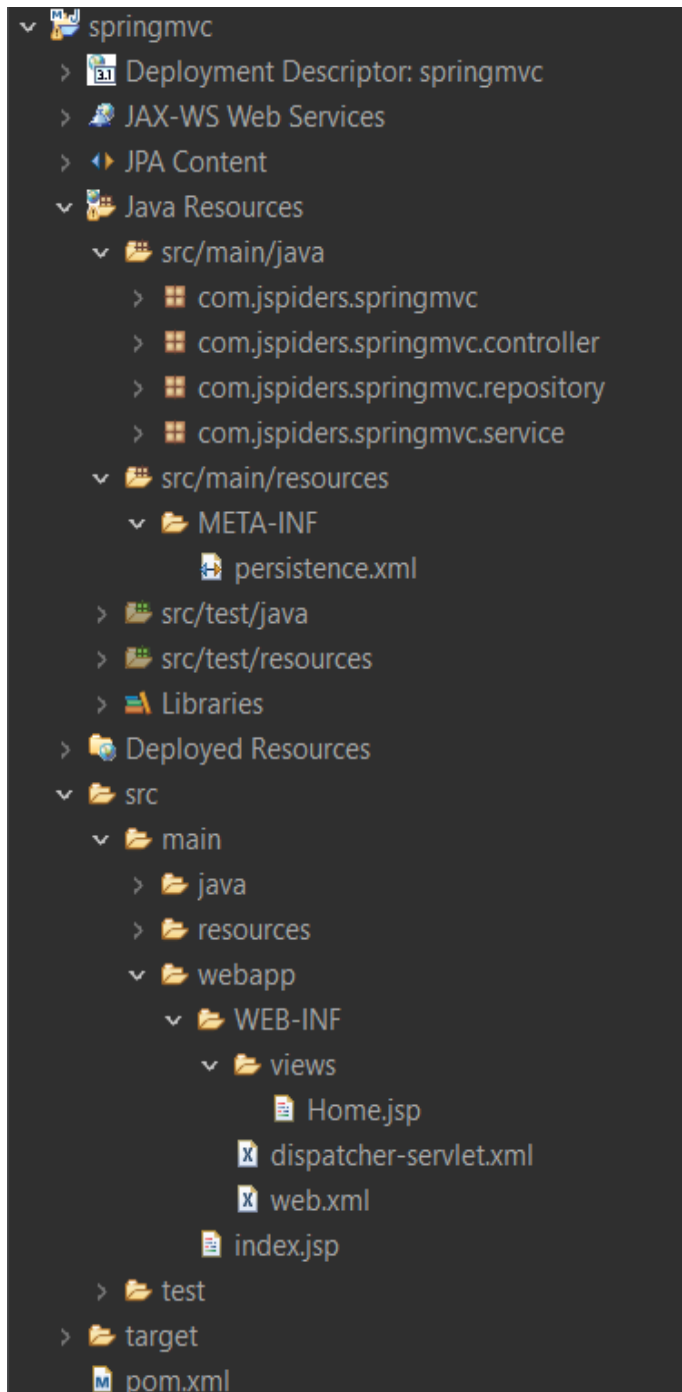 springmvc
Deployment Descriptor: springmvc
JAX-WS Web Services
JPA Content
Java Resources
src/main/java
com.jspiders.springmvc
com.jspiders.springmvc.controller
com.jspiders.springmvc.repository
com.jspiders.springmvc.service
src/main/resources
META-INF
persistence.xml
src/test/java
src/test/resources
Libraries
Deployed Resources
src
main
java
resources
webapp
WEB-INF
views
Home.jsp
dispatcher-servlet.xml
web.xml
index.jsp
test
target
pom.xml